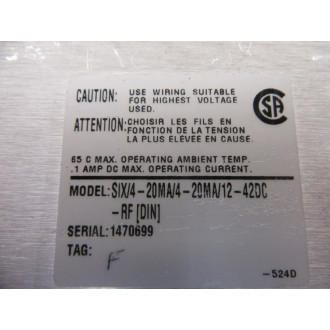 CAUTION: USE WIRING SUITABLE
FOR HIGHEST VOLTAGE
USED.
ATTENTION: CHOISIR LES FILS EN
FONCTION DE LA TENSION
LA PLUS ELEVEE EN CAUSE.
SA
65 C MAX. OPERATING AMBIENT TEMP.
.1 AMP DC MAX. OPERATING CURRENT.
MODEL: SIX/4-20MA/4-20MA/12-42DC
-RF [DIN]
SERIAL: 1470699
TAG: F
-524D